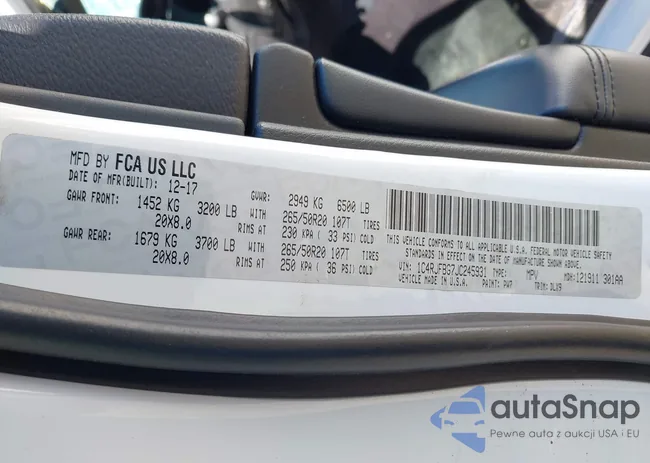 MFD BY FCA US LLC
DATE OF MFR(BUILT): 12-17 GVWR: 2949 KG 6500 LB
GAWR FRONT: 1452 KG 3200 LB WITH 265/50R20 107T TIRES
20X8.0 RIMS AT 230 KPA ( 33 PSI) COLD
GAWR REAR: 1679 KG 3700 LB WITH 265/50R20 107T TIRES
20X8.0 RIMS AT 250 KPA ( 36 PSI) COLD
THIS VEHICLE CONFORMS TO ALL APPLICABLE U.S.A. FEDERAL MOTOR VEHICLE SAFETY
STANDARDS IN EFFECT ON THE DATE OF MANUFACTURE SHOWN ABOVE.
VIN: 1C4RJFBG7JC245931 TYPE: MPV MDH:121911 301AA
VEHICLE MADE IN U.S.A. PAINT: PW7 TRIM: DLX9
autaSnap
Pewne auta z aukcji USA i EU